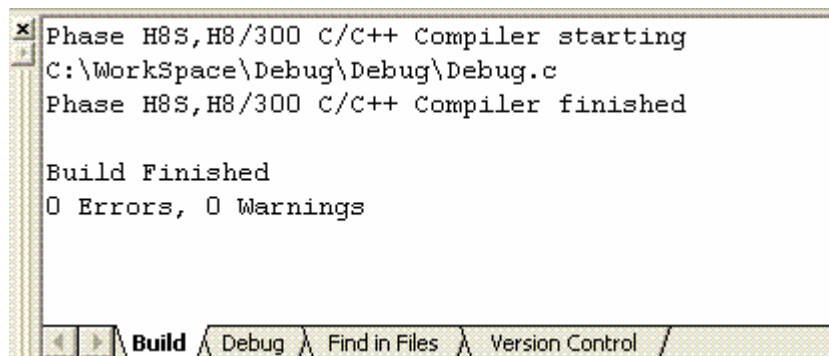 Phase H8S,H8/300 C/C++ Compiler starting
C:\WorkSpace\Debug\Debug\Debug.c
Phase H8S,H8/300 C/C++ Compiler finished
Build Finished
0 Errors, 0 Warnings
Build Debug Find in Files Version Control